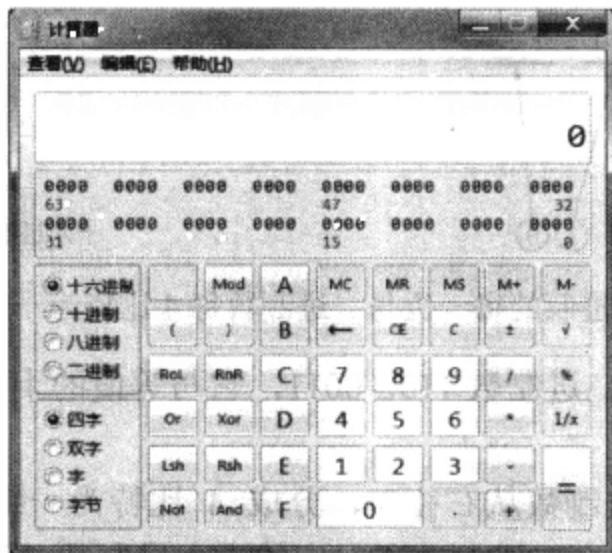 计算器
查看(V) 编辑(E) 帮助(H)
0
0000 0000 0000 0000 0000 0000 0000 0000
63 47 32
0000 0000 0000 0000 0000 0000 0000 0000
31 15 0
十六进制 Mod A MC MR MS M+ M-
十进制
八进制 ( ) B ← CE C ± √
二进制 RoL RoR C 7 8 9 / %
四字 Or Xor D 4 5 6 * 1/x
双字
字 Lsh Rsh E 1 2 3 - =
字节 Not And F 0 . +